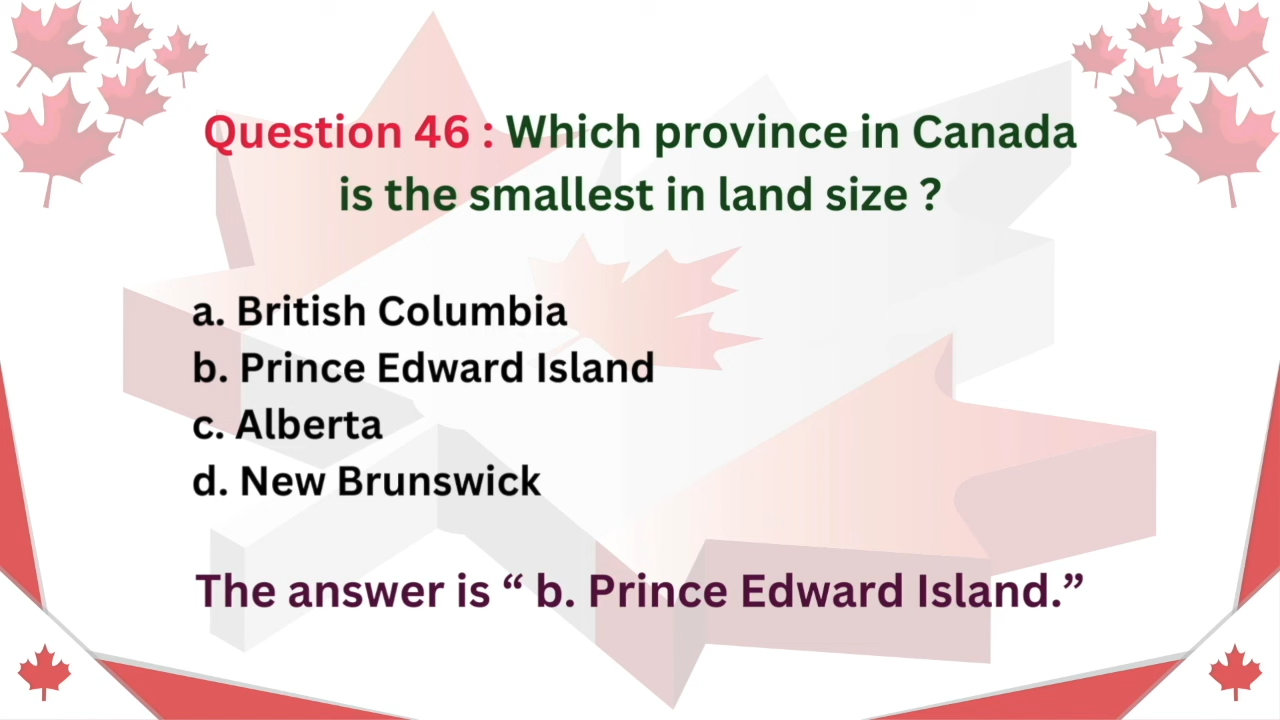 Question 46 : Which province in Canada
is the smallest in land size ?
a. British Columbia
b. Prince Edward Island
c. Alberta
d. New Brunswick
The answer is “ b. Prince Edward Island.”